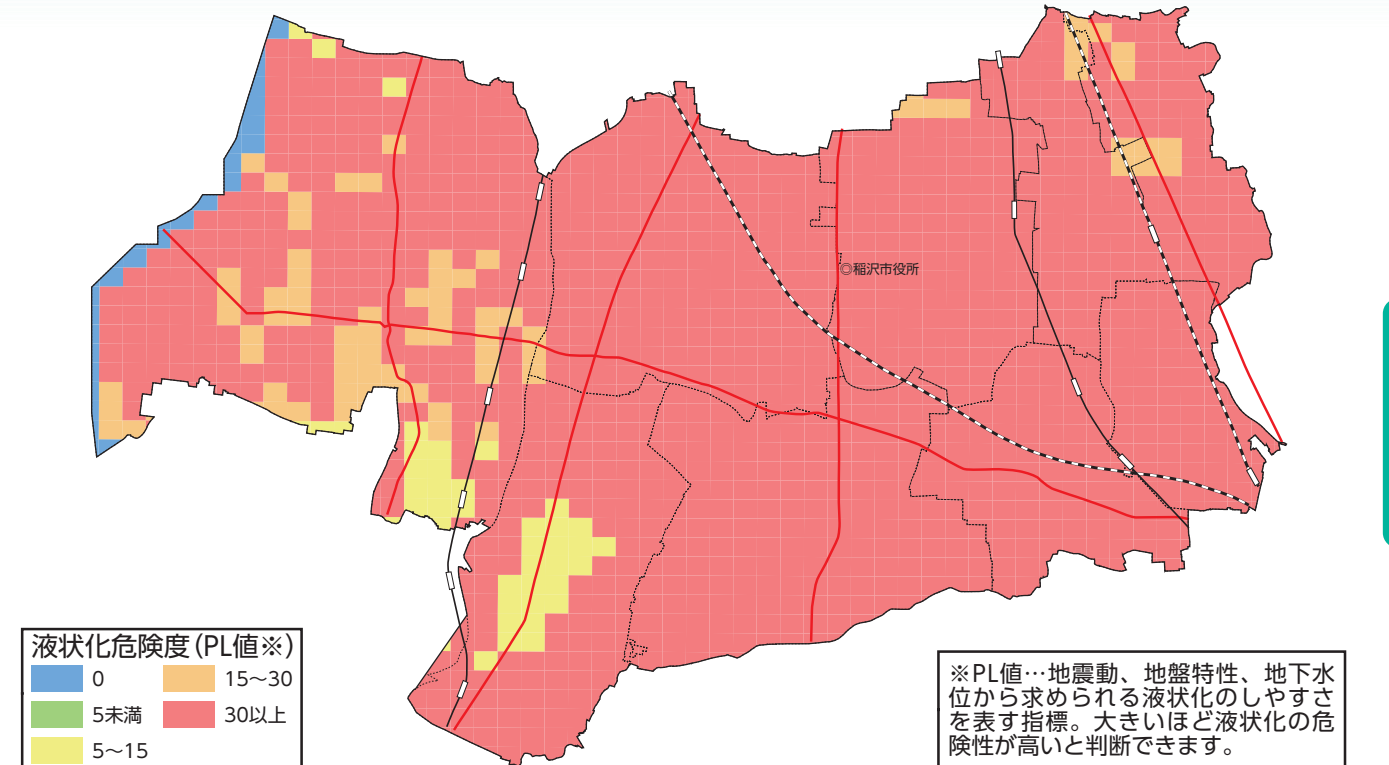 ◎稲沢市役所
液状化危険度(PL値※)
0
15～30
5未満
30以上
5～15
※PL値…地震動、地盤特性、地下水
位から求められる液状化のしやすさ
を表す指標。大きいほど液状化の危
険性が高いと判断できます。